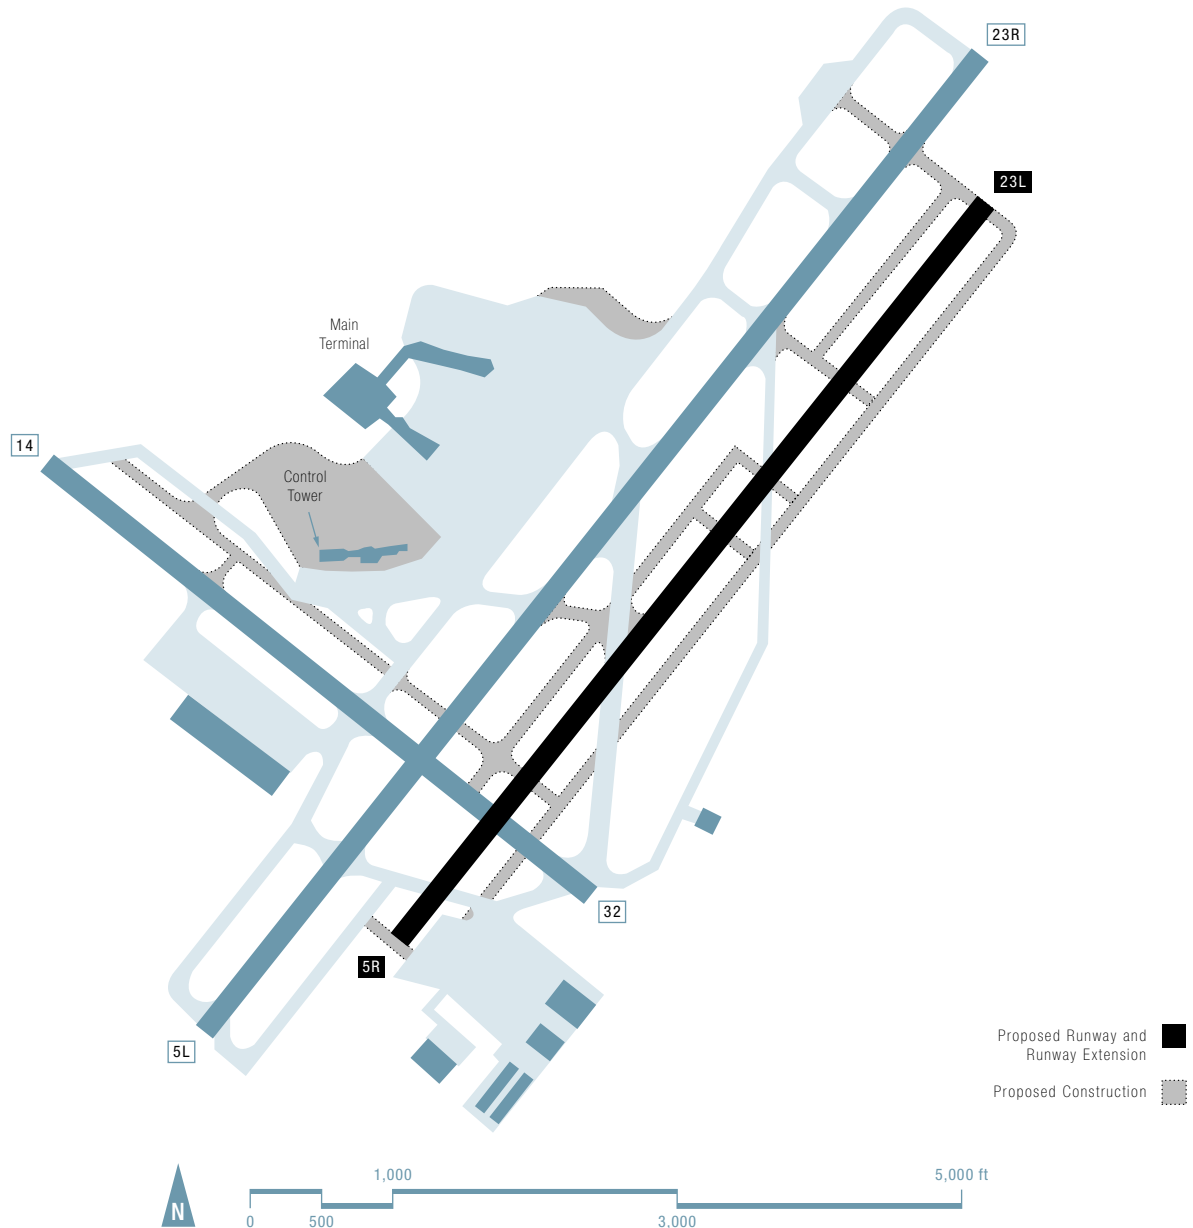 23R
23L
Main
Terminal
14
Control
Tower
32
5R
5L
Proposed Runway and
Runway Extension
Proposed Construction
N
1,000
5,000 ft
0
500
3,000